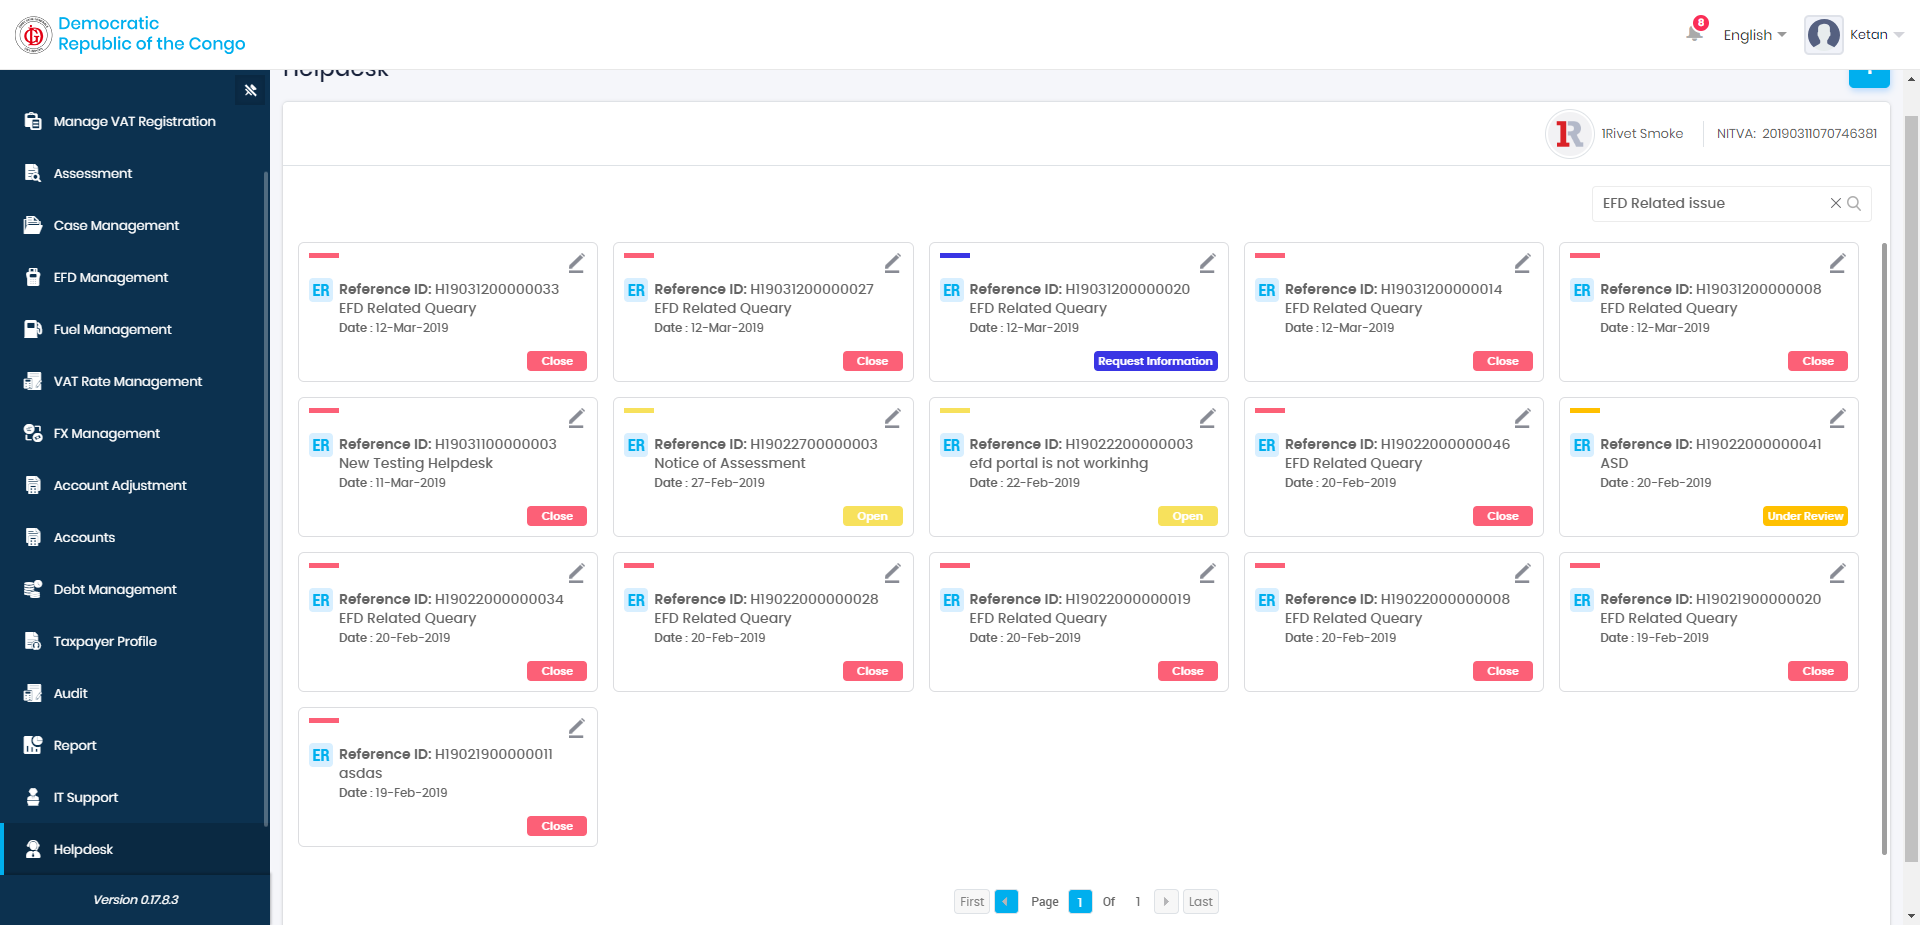 Democratic
Republic of the Congo
8
English
Ketan
Helpdesk
Manage VAT Registration
Assessment
Case Management
EFD Management
Fuel Management
VAT Rate Management
FX Management
Account Adjustment
Accounts
Debt Management
Taxpayer Profile
Audit
Report
IT Support
Helpdesk
Version 0.17.8.3
1R
1Rivet Smoke
NITVA: 20190311070746381
EFD Related issue
ER
Reference ID: H19031200000033
EFD Related Queary
Date : 12-Mar-2019
Close
ER
Reference ID: H19031200000027
EFD Related Queary
Date : 12-Mar-2019
Close
ER
Reference ID: H19031200000020
EFD Related Queary
Date : 12-Mar-2019
Request Information
ER
Reference ID: H19031200000014
EFD Related Queary
Date : 12-Mar-2019
Close
ER
Reference ID: H19031200000008
EFD Related Queary
Date : 12-Mar-2019
Close
ER
Reference ID: H19031100000003
New Testing Helpdesk
Date : 11-Mar-2019
Close
ER
Reference ID: H19022700000003
Notice of Assessment
Date : 27-Feb-2019
Open
ER
Reference ID: H19022200000003
efd portal is not workinhg
Date : 22-Feb-2019
Open
ER
Reference ID: H19022000000046
EFD Related Queary
Date : 20-Feb-2019
Close
ER
Reference ID: H19022000000041
ASD
Date : 20-Feb-2019
Under Review
ER
Reference ID: H19022000000034
EFD Related Queary
Date : 20-Feb-2019
Close
ER
Reference ID: H19022000000028
EFD Related Queary
Date : 20-Feb-2019
Close
ER
Reference ID: H19022000000019
EFD Related Queary
Date : 20-Feb-2019
Close
ER
Reference ID: H19022000000008
EFD Related Queary
Date : 20-Feb-2019
Close
ER
Reference ID: H19021900000020
EFD Related Queary
Date : 19-Feb-2019
Close
ER
Reference ID: H19021900000011
asdas
Date : 19-Feb-2019
Close
First Page 1 Of 1 Last